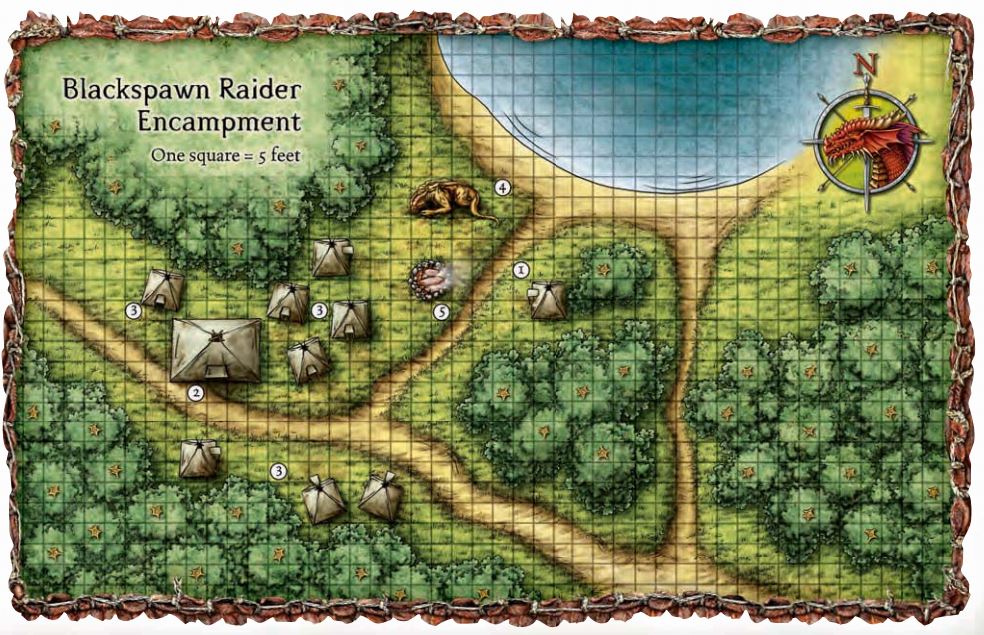 Blackspawn Raider
Encampment
One square = 5 feet
N
4
1
3
3
5
2
3